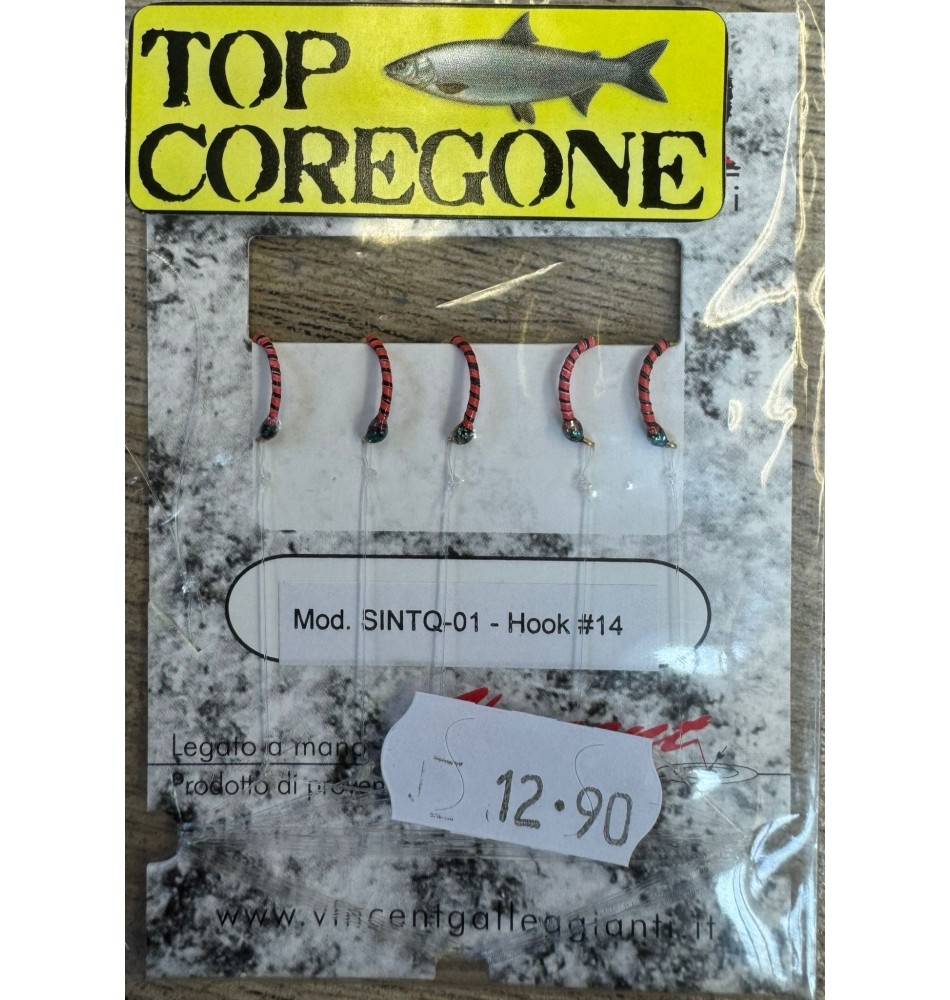 TOP
COREGONE
i
Mod. SINTQ-01 - Hook #14
Legato a mano
Prodotto di
12.90
www.vincentgalleggianti.it